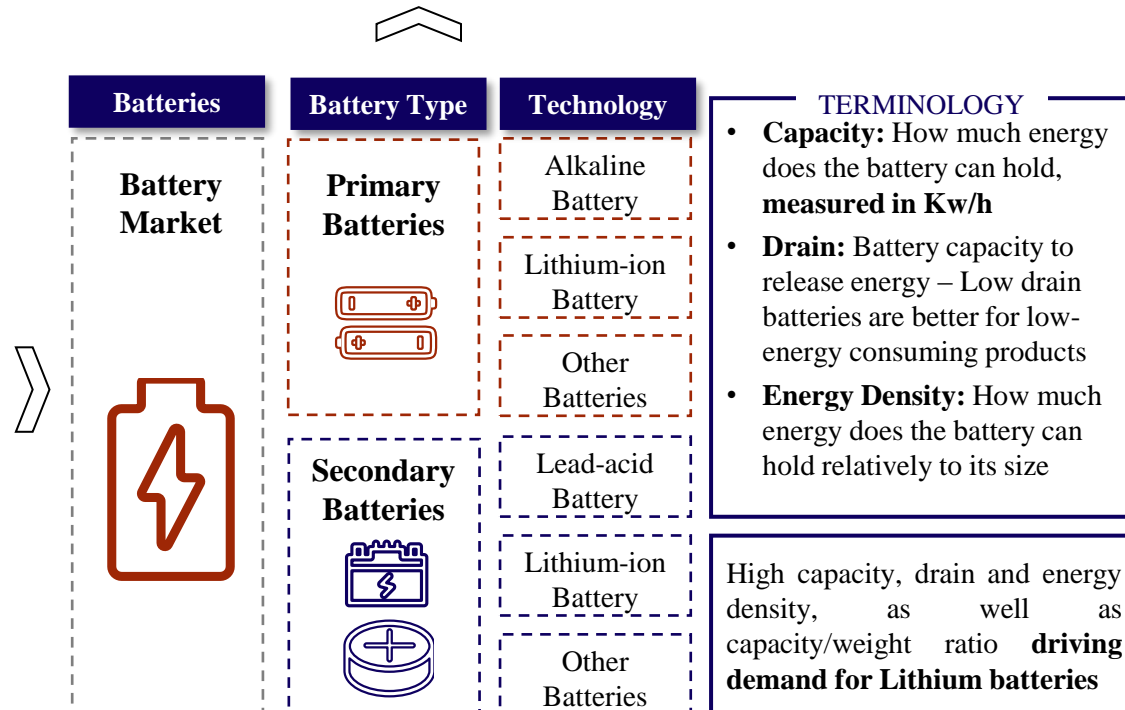 Batteries
Battery
Market
Battery Type
Primary
Batteries
Secondary
Batteries
Technology
Alkaline
Battery
Lithium-ion
Battery
Other
Batteries
Lead-acid
Battery
Lithium-ion
Battery
Other
Batteries
TERMINOLOGY
• Capacity: How much energy
does the battery can hold,
measured in Kw/h
• Drain: Battery capacity to
release energy – Low drain
batteries are better for low-
energy consuming products
• Energy Density: How much
energy does the battery can
hold relatively to its size
High capacity, drain and energy
density, as well as
capacity/weight ratio driving
demand for Lithium batteries